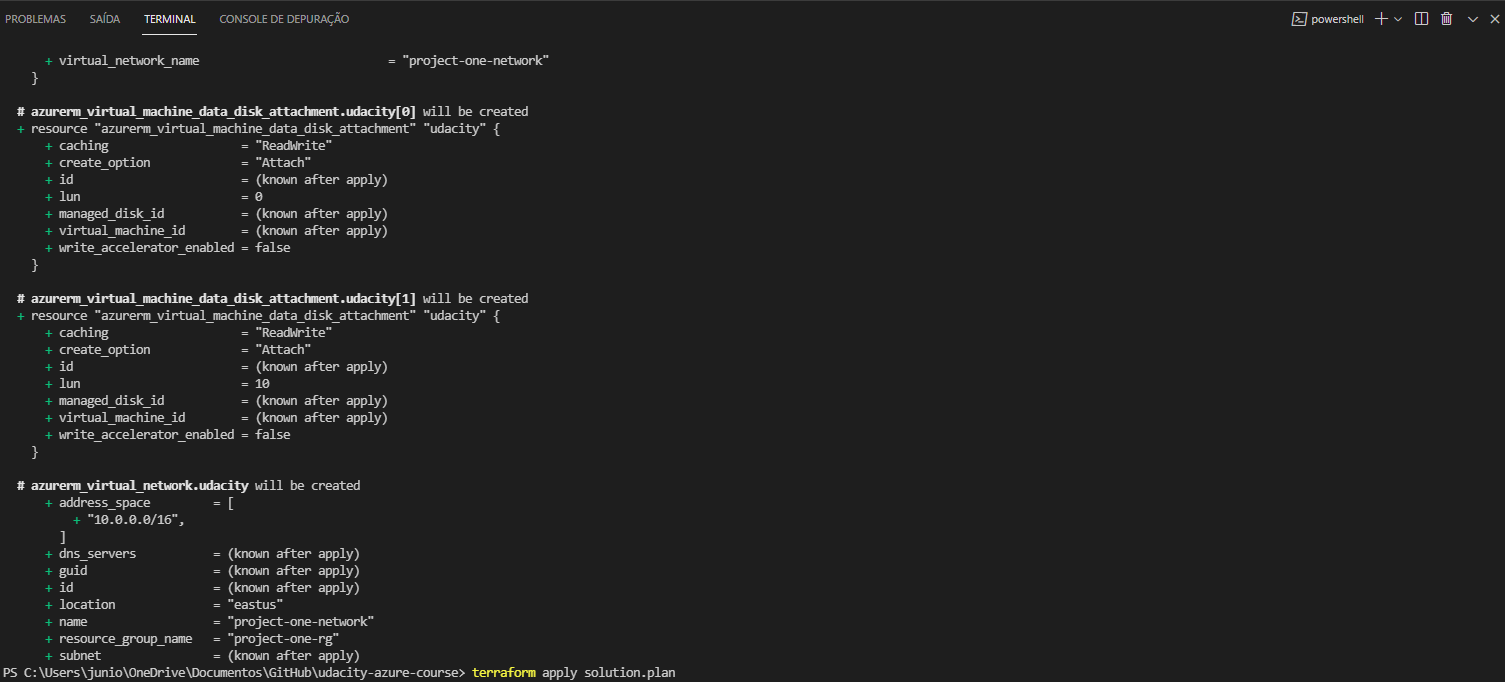 PROBLEMAS SAÍDA TERMINAL CONSOLE DE DEPURAÇÃO powershell
+ virtual_network_name = "project-one-network"
}
# azurerm_virtual_machine_data_disk_attachment.udacity[0] will be created
+ resource "azurerm_virtual_machine_data_disk_attachment" "udacity" {
+ caching = "ReadWrite"
+ create_option = "Attach"
+ id = (known after apply)
+ lun = 0
+ managed_disk_id = (known after apply)
+ virtual_machine_id = (known after apply)
+ write_accelerator_enabled = false
}
# azurerm_virtual_machine_data_disk_attachment.udacity[1] will be created
+ resource "azurerm_virtual_machine_data_disk_attachment" "udacity" {
+ caching = "ReadWrite"
+ create_option = "Attach"
+ id = (known after apply)
+ lun = 10
+ managed_disk_id = (known after apply)
+ virtual_machine_id = (known after apply)
+ write_accelerator_enabled = false
}
# azurerm_virtual_network.udacity will be created
+ address_space = [
+ "10.0.0.0/16",
]
+ dns_servers = (known after apply)
+ guid = (known after apply)
+ id = (known after apply)
+ location = "eastus"
+ name = "project-one-network"
+ resource_group_name = "project-one-rg"
+ subnet = (known after apply)
PS C:\Users\junio\OneDrive\Documentos\GitHub\udacity-azure-course> terraform apply solution.plan